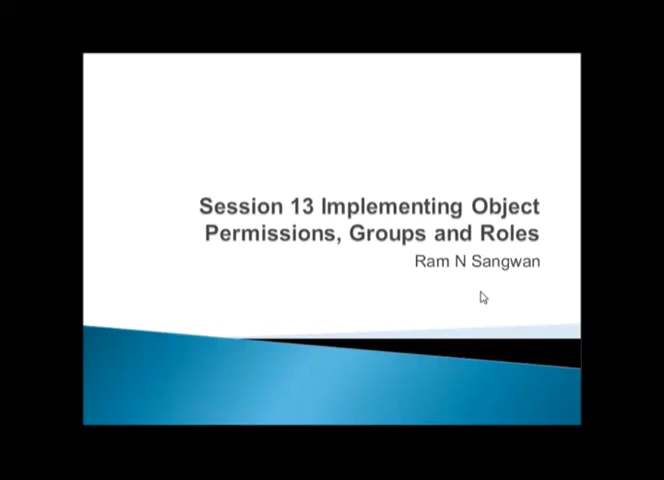 Session 13 Implementing Object
Permissions, Groups and Roles
Ram N Sangwan